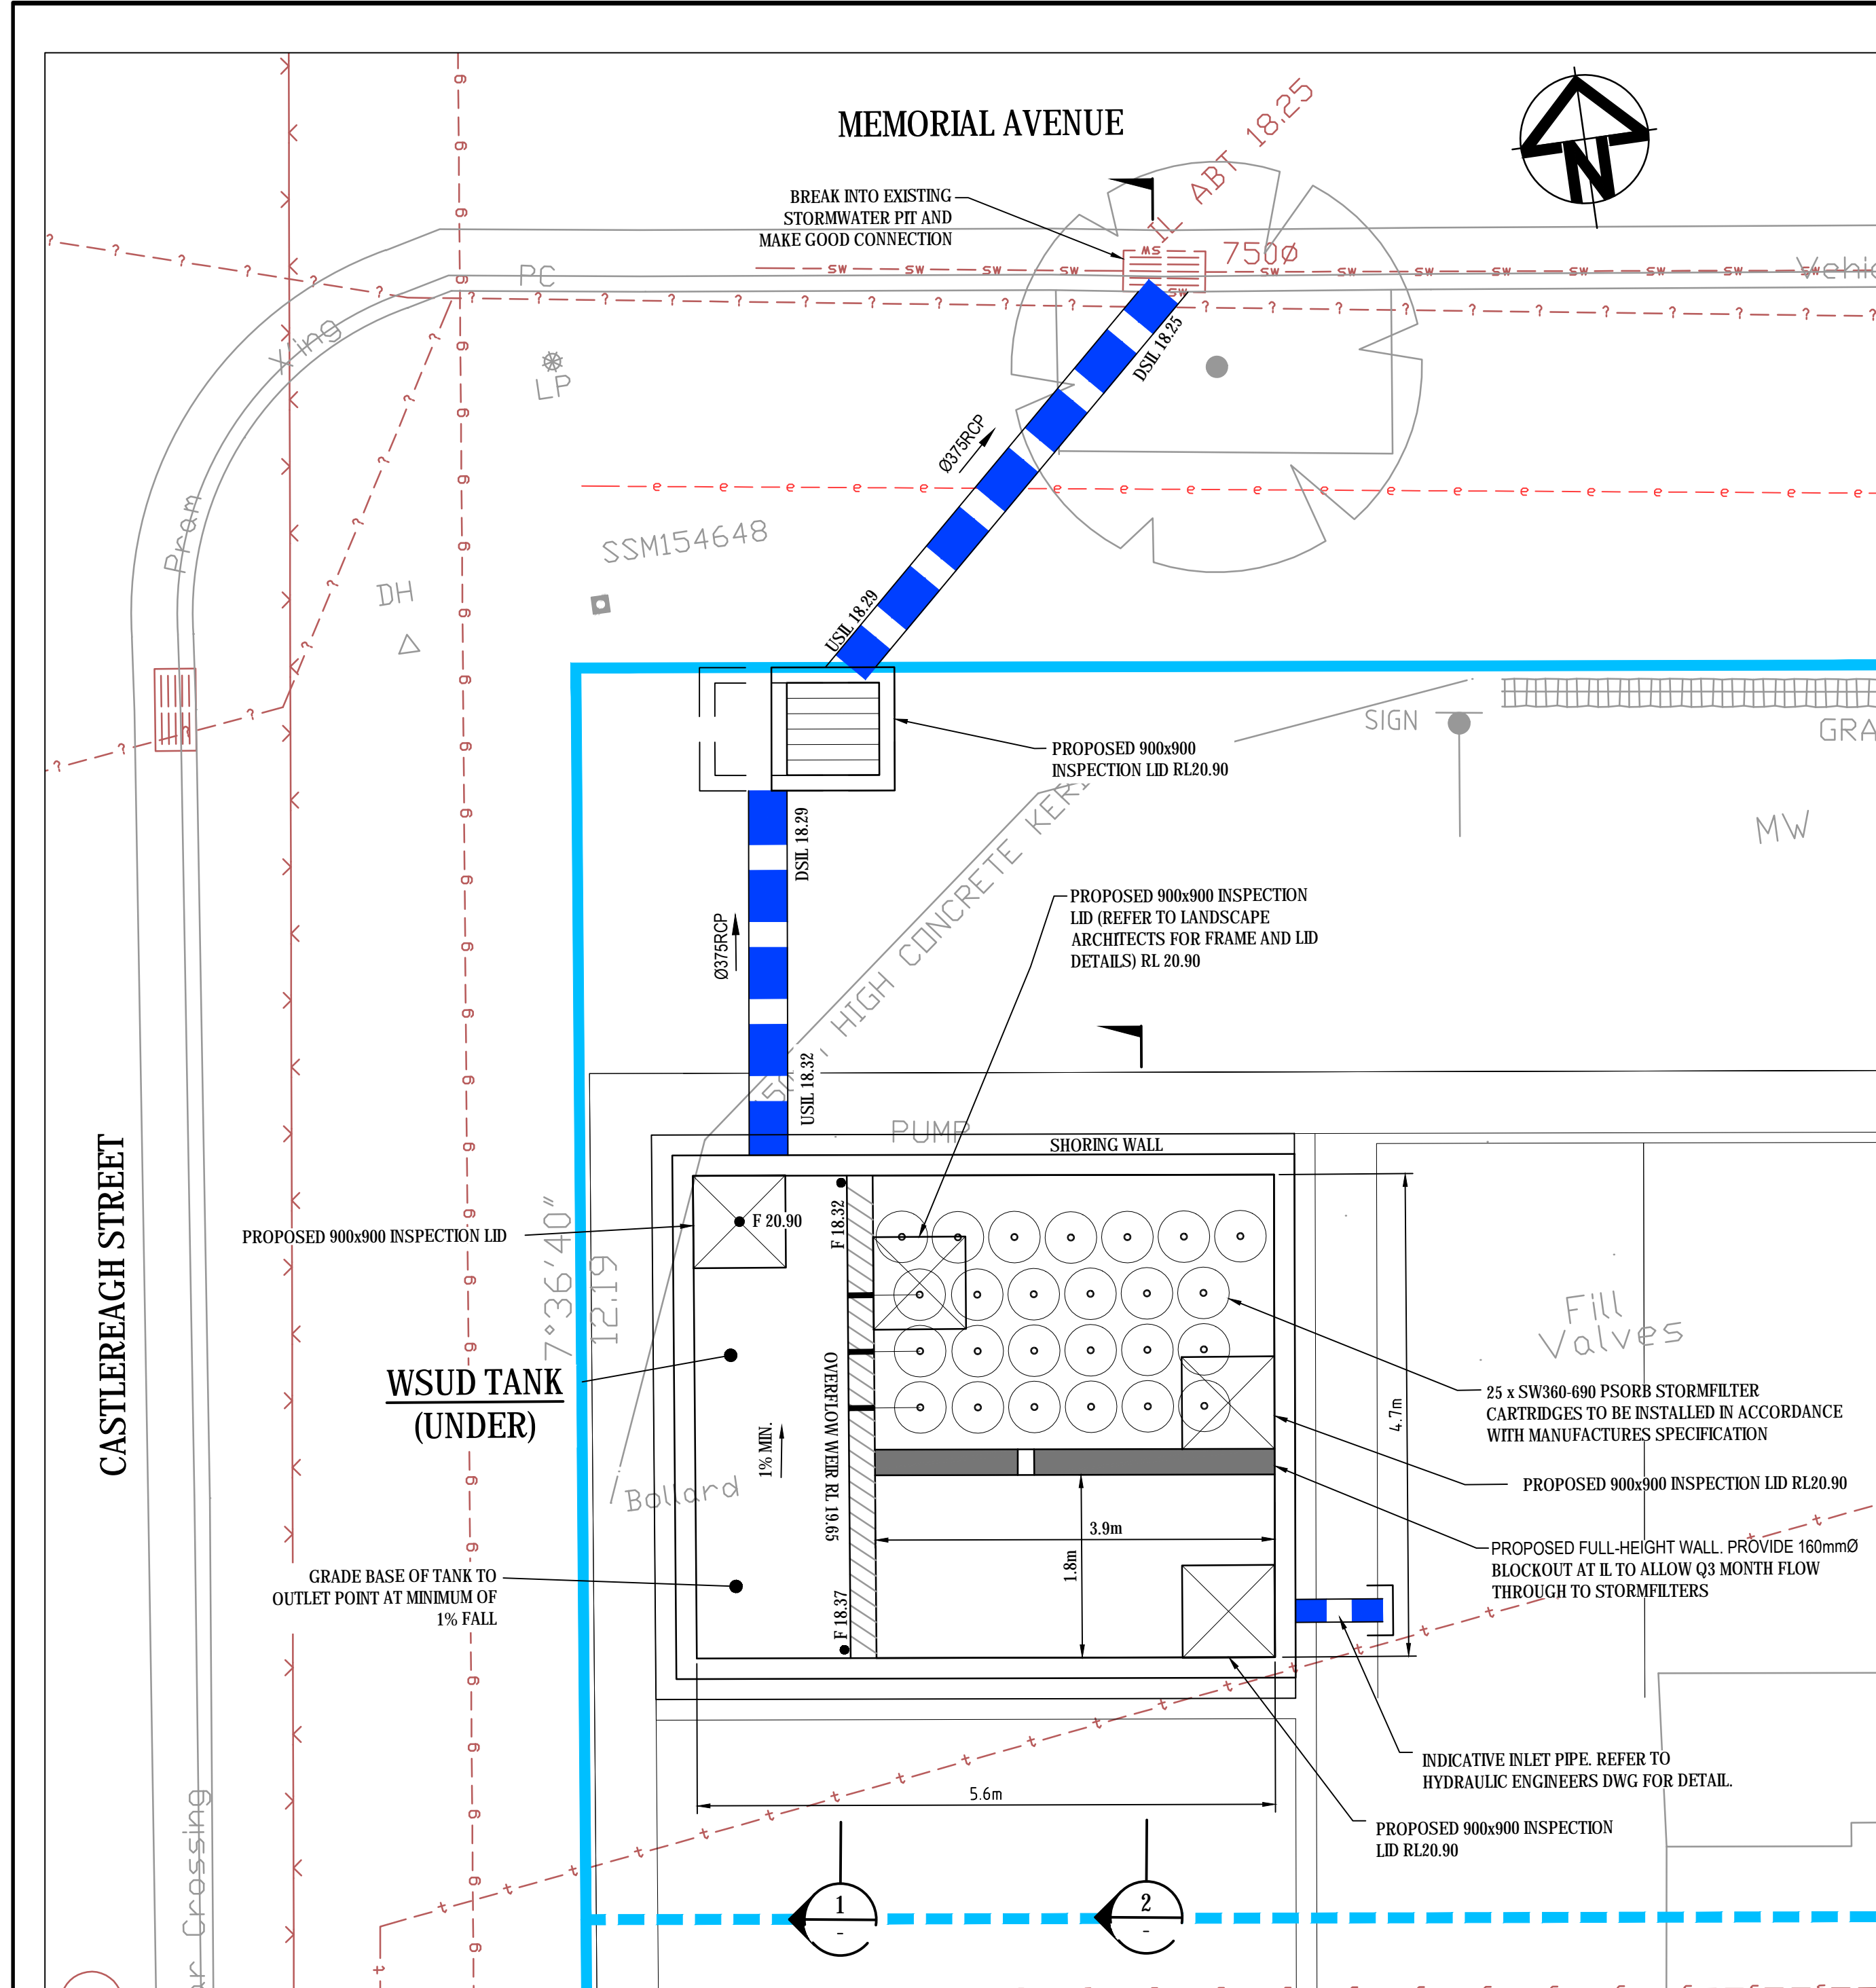 MEMORIAL AVENUE
IL ABT 18.25
BREAK INTO EXISTING
STORMWATER PIT AND
MAKE GOOD CONNECTION
750Ø
SW
PC
Xing
LP
Pram
DH
SSM154648
DSIL 18.25
Ø375RCP
USIL 18.29
PROPOSED 900x900
INSPECTION LID RL20.90
SIGN
MW
DSIL 18.29
Ø375RCP
USIL 18.32
HIGH CONCRETE
PROPOSED 900x900 INSPECTION
LID (REFER TO LANDSCAPE
ARCHITECTS FOR FRAME AND LID
DETAILS) RL 20.90
PUMP
SHORING WALL
CASTLEREAGH STREET
PROPOSED 900x900 INSPECTION LID
F 20.90
F 18.32
7°36'40"
12.19
WSUD TANK
(UNDER)
Bollard
1% MIN.
OVERFLOW WEIR RL 19.65
4.7m
Fill
Valves
25 x SW360-690 PSORB STORMFILTER
CARTRIDGES TO BE INSTALLED IN ACCORDANCE
WITH MANUFACTURES SPECIFICATION
PROPOSED 900x900 INSPECTION LID RL20.90
3.9m
1.8m
PROPOSED FULL-HEIGHT WALL. PROVIDE 160mmØ
BLOCKOUT AT IL TO ALLOW Q3 MONTH FLOW
THROUGH TO STORMFILTERS
GRADE BASE OF TANK TO
OUTLET POINT AT MINIMUM OF
1% FALL
F 18.37
INDICATIVE INLET PIPE. REFER TO
HYDRAULIC ENGINEERS DWG FOR DETAIL.
5.6m
PROPOSED 900x900 INSPECTION
LID RL20.90
Crossing
1
-
2
-